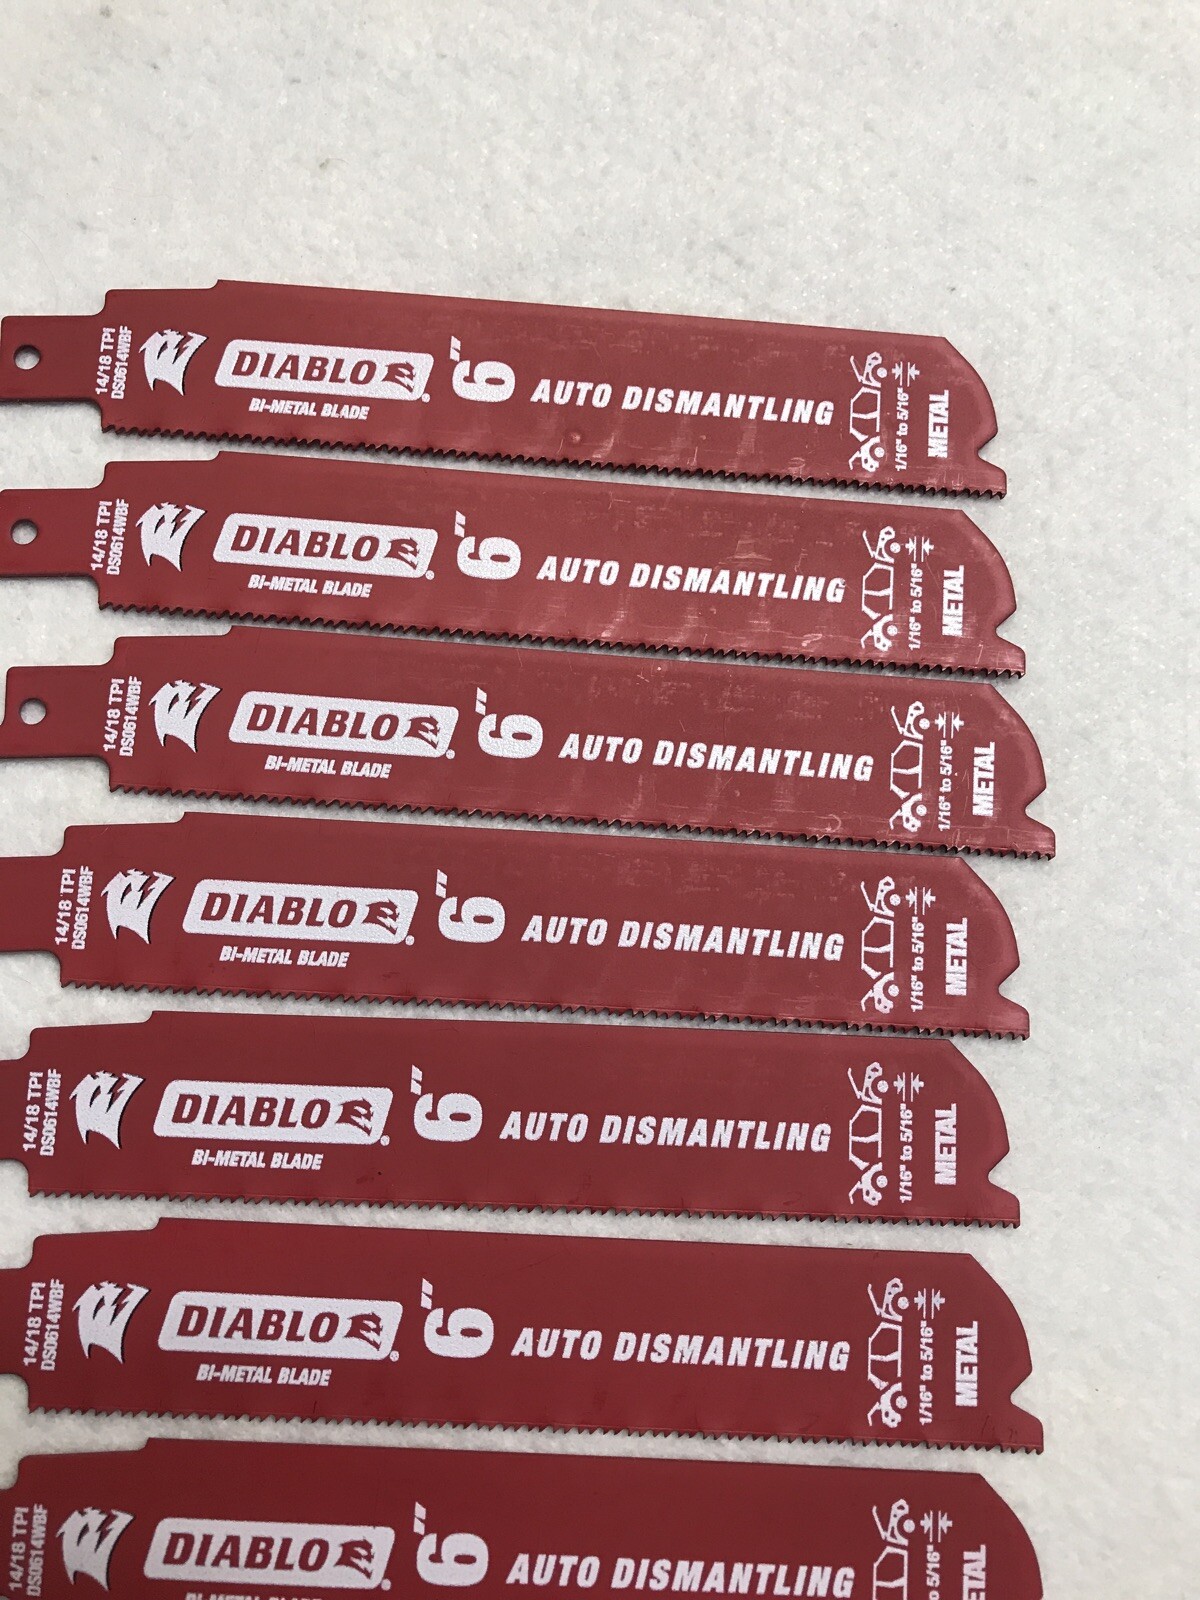 14/18 TPI
DS0614WBF
DIABLO®
BI-METAL BLADE
6"
AUTO DISMANTLING
1/16" to 5/16"
METAL
14/18 TPI
DS0614WBF
DIABLO®
BI-METAL BLADE
6"
AUTO DISMANTLING
1/16" to 5/16"
METAL
14/18 TPI
DS0614WBF
DIABLO®
BI-METAL BLADE
6"
AUTO DISMANTLING
1/16" to 5/16"
METAL
14/18 TPI
DS0614WBF
DIABLO®
BI-METAL BLADE
6"
AUTO DISMANTLING
1/16" to 5/16"
METAL
14/18 TPI
DS0614WBF
DIABLO®
BI-METAL BLADE
6"
AUTO DISMANTLING
1/16" to 5/16"
METAL
14/18 TPI
DS0614WBF
DIABLO®
BI-METAL BLADE
6"
AUTO DISMANTLING
1/16" to 5/16"
METAL
14/18 TPI
DS0614WBF
DIABLO®
BI-METAL BLADE
6"
AUTO DISMANTLING
to 5/16"
ETAL